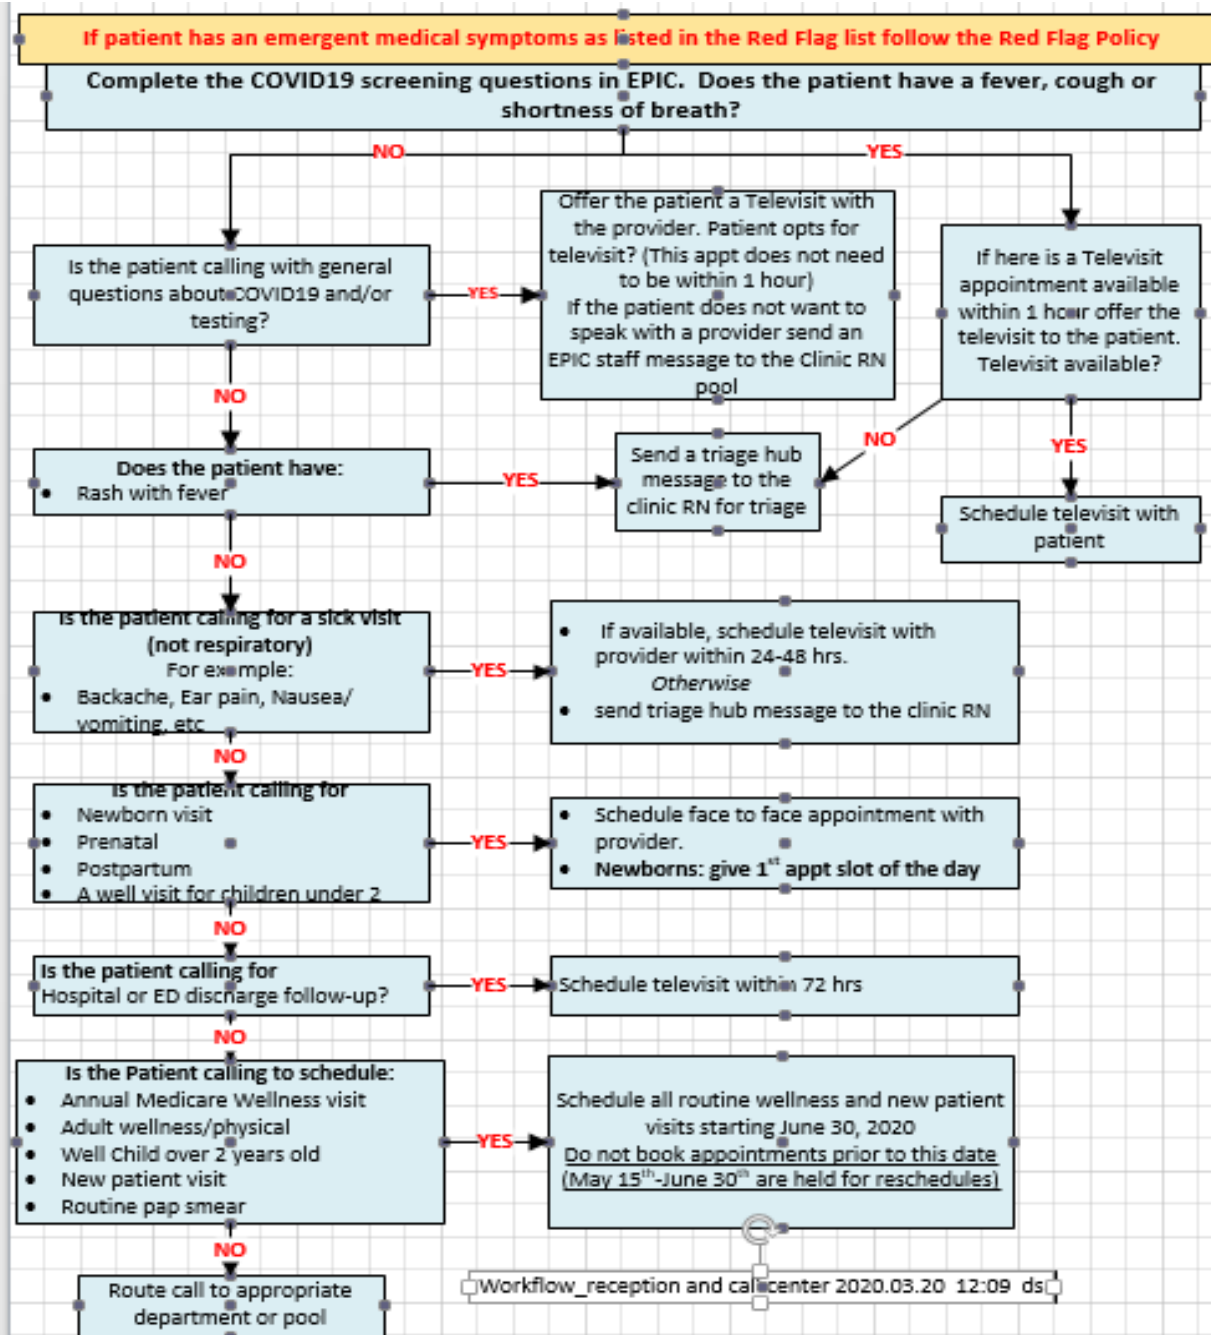 If patient has an emergent medical symptoms as listed in the Red Flag list follow the Red Flag Policy
Complete the COVID19 screening questions in EPIC.  Does the patient have a fever, cough or
shortness of breath?
NO
YES
Is the patient calling with general
questions about COVID19 and/or
testing?
YES
Offer the patient a Televisit with
the provider. Patient opts for
televisit? (This appt does not need
to be within 1 hour)
If the patient does not want to
speak with a provider send an
EPIC staff message to the Clinic RN
pool
If here is a Televisit
appointment available
within 1 hour offer the
televisit to the patient.
Televisit available?
NO
NO
YES
Does the patient have:
• Rash with fever
YES
Send a triage hub
message to the
clinic RN for triage
Schedule televisit with
patient
NO
Is the patient calling for a sick visit
(not respiratory)
For example:
• Backache, Ear pain, Nausea/
vomiting, etc
YES
• If available, schedule televisit with
provider within 24-48 hrs.
Otherwise
• send triage hub message to the clinic RN
NO
Is the patient calling for
• Newborn visit
• Prenatal
• Postpartum
• A well visit for children under 2
YES
• Schedule face to face appointment with
provider.
• Newborns: give 1st appt slot of the day
NO
Is the patient calling for
Hospital or ED discharge follow-up?
YES
Schedule televisit within 72 hrs
NO
Is the Patient calling to schedule:
• Annual Medicare Wellness visit
• Adult wellness/physical
• Well Child over 2 years old
• New patient visit
• Routine pap smear
YES
Schedule all routine wellness and new patient
visits starting June 30, 2020
Do not book appointments prior to this date
(May 15th-June 30th are held for reschedules)
NO
Route call to appropriate
department or pool
Workflow_reception and call center 2020.03.20  12:09  ds